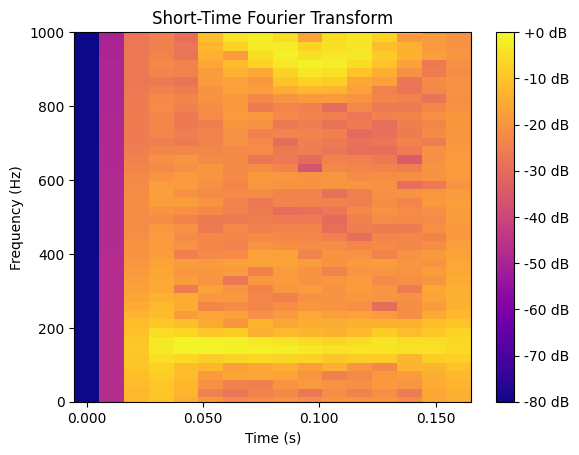 Short-Time Fourier Transform
1000
800
600
400
200
0
Frequency (Hz)
0.000
0.050
0.100
0.150
Time (s)
+0 dB
-10 dB
-20 dB
-30 dB
-40 dB
-50 dB
-60 dB
-70 dB
-80 dB